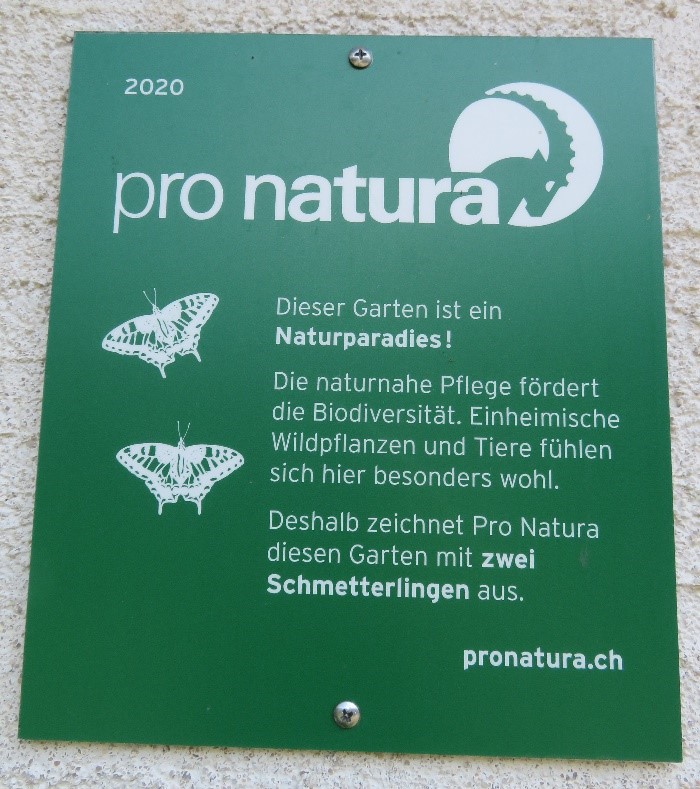 2020
pro natura
Dieser Garten ist ein
Naturparadies!
Die naturnahe Pflege fördert
die Biodiversität. Einheimische
Wildpflanzen und Tiere fühlen
sich hier besonders wohl.
Deshalb zeichnet Pro Natura
diesen Garten mit zwei
Schmetterlingen aus.
pronatura.ch